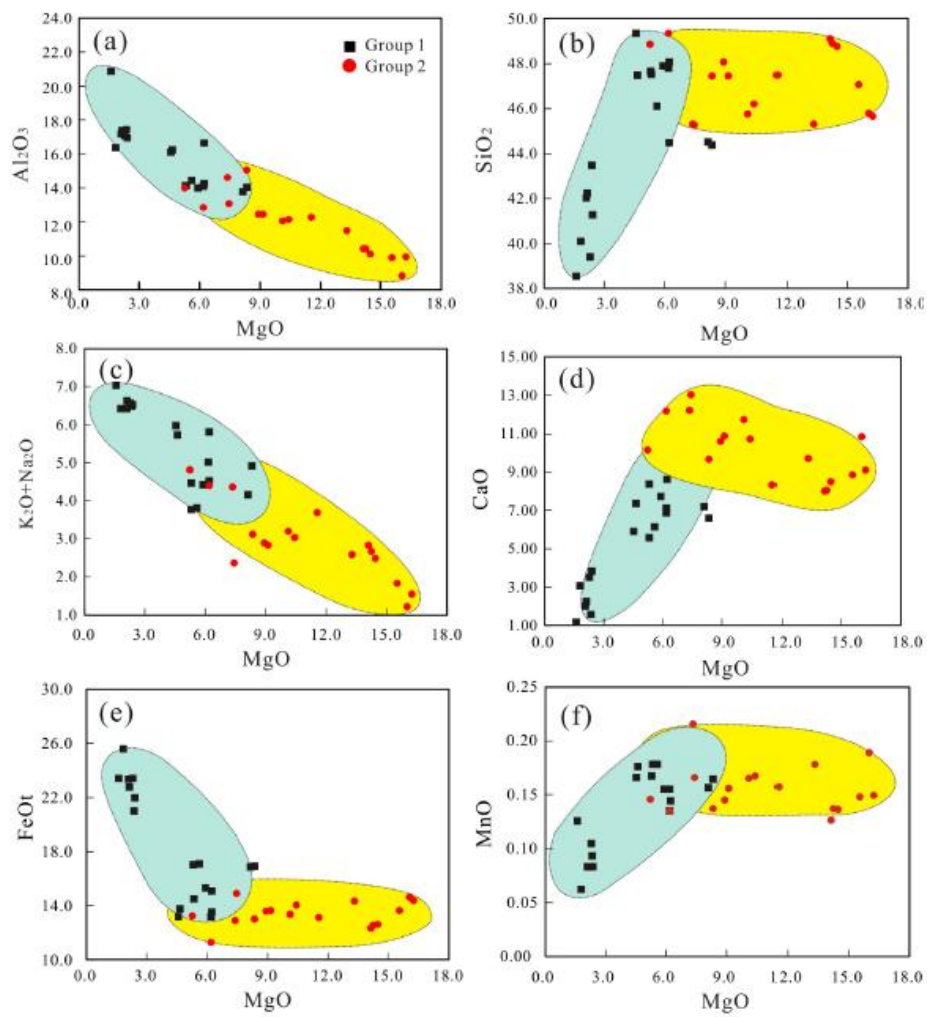 24.0
22.0
20.0
18.0
16.0
14.0
12.0
10.0
8.0
Al₂O₃
(a)
Group 1
Group 2
0.0 3.0 6.0 9.0 12.0 15.0 18.0
MgO
50.0
48.0
46.0
44.0
42.0
40.0
38.0
SiO₂
(b)
0.0 3.0 6.0 9.0 12.0 15.0 18.0
MgO
8.0
7.0
6.0
5.0
4.0
3.0
2.0
1.0
K₂O+Na₂O
(c)
0.0 3.0 6.0 9.0 12.0 15.0 18.0
MgO
15.00
13.00
11.00
9.00
7.00
5.00
3.00
1.00
CaO
(d)
0.0 3.0 6.0 9.0 12.0 15.0 18.0
MgO
30.0
26.0
22.0
18.0
14.0
10.0
FeOt
(e)
0.0 3.0 6.0 9.0 12.0 15.0 18.0
MgO
0.25
0.20
0.15
0.10
0.05
0.00
MnO
(f)
0.0 3.0 6.0 9.0 12.0 15.0 18.0
MgO